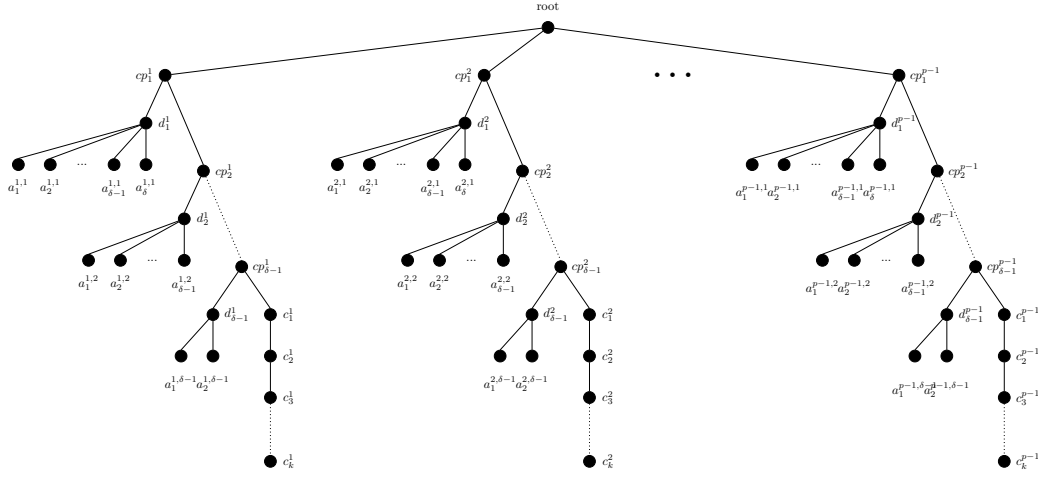 root
cp_1^1 cp_1^2 • • • cp_1^{p-1}
d_1^1 d_1^2 d_1^{p-1}
... ... ...
a_1^{1,1} a_2^{1,1} a_{δ-1}^{1,1} a_δ^{1,1} cp_2^1 a_1^{2,1} a_2^{2,1} a_{δ-1}^{2,1} a_δ^{2,1} cp_2^2 a_1^{p-1,1} a_2^{p-1,1} a_{δ-1}^{p-1,1} a_δ^{p-1,1} cp_2^{p-1}
d_2^1 d_2^2 d_2^{p-1}
... ... ...
cp_{δ-1}^1 cp_{δ-1}^2 cp_{δ-1}^{p-1}
a_1^{1,2} a_2^{1,2} a_{δ-1}^{1,2} a_1^{2,2} a_2^{2,2} a_{δ-1}^{2,2} a_1^{p-1,2} a_2^{p-1,2} a_{δ-1}^{p-1,2}
d_{δ-1}^1 c_1^1 d_{δ-1}^2 c_1^2 d_{δ-1}^{p-1} c_1^{p-1}
c_2^1 c_2^2 c_2^{p-1}
a_1^{1,δ-1} a_2^{1,δ-1} a_1^{2,δ-1} a_2^{2,δ-1} a_1^{p-1,δ-1} a_2^{p-1,δ-1}
c_3^1 c_3^2 c_3^{p-1}
c_k^1 c_k^2 c_k^{p-1}